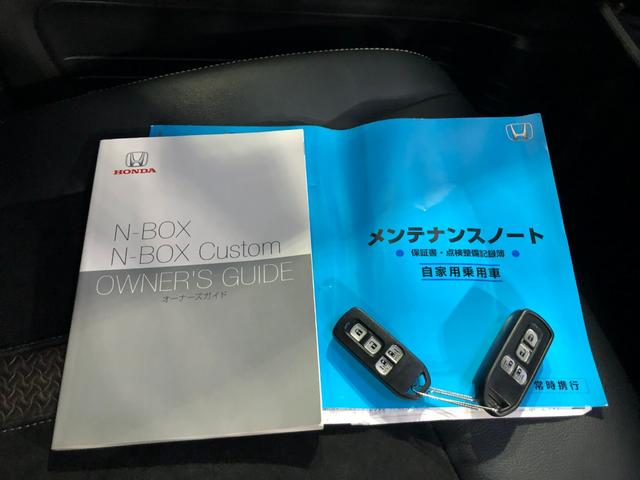 HONDA
N-BOX
N-BOX Custom
OWNER'S GUIDE
オーナーズガイド
メンテナンスノート
保証書・点検整備記録簿
自家用乗用車
常時携行